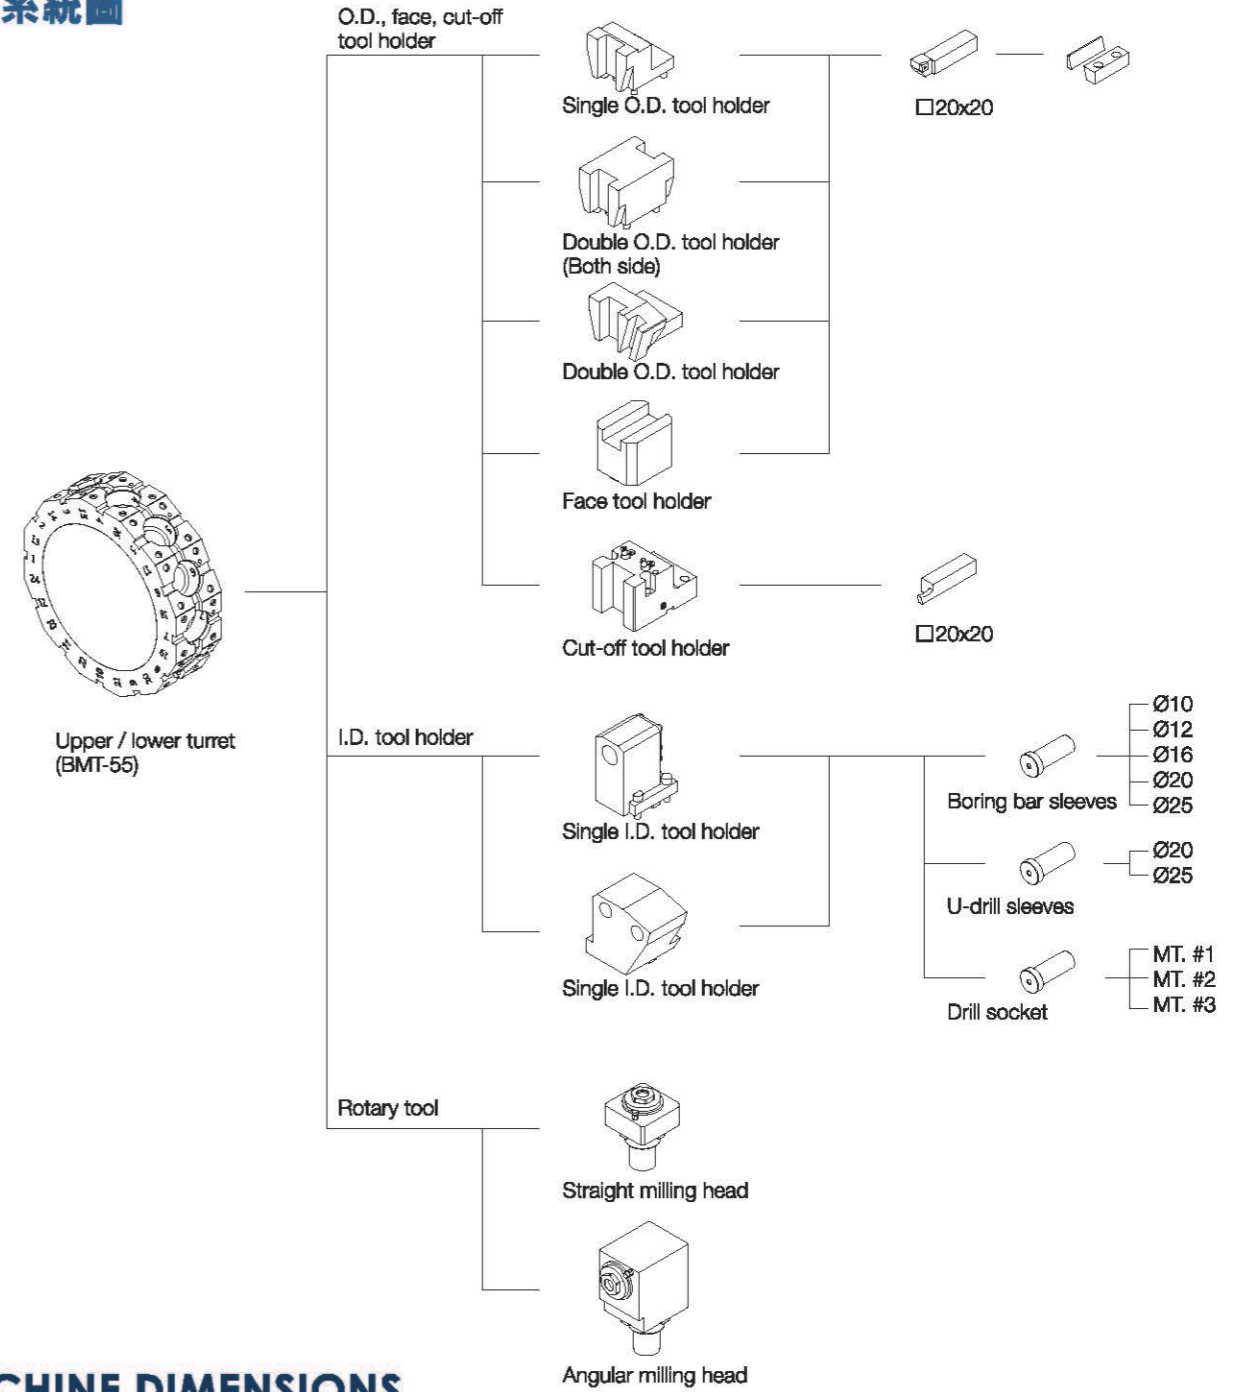 系統圖
O.D., face, cut-off
tool holder
Single O.D. tool holder
□20x20
Double O.D. tool holder
(Both side)
Double O.D. tool holder
Face tool holder
Cut-off tool holder
□20x20
Upper / lower turret
(BMT-55)
I.D. tool holder
Single I.D. tool holder
Boring bar sleeves
Ø10
Ø12
Ø16
Ø20
Ø25
U-drill sleeves
Ø20
Ø25
Single I.D. tool holder
Drill socket
MT. #1
MT. #2
MT. #3
Rotary tool
Straight milling head
Angular milling head
CHINE DIMENSIONS